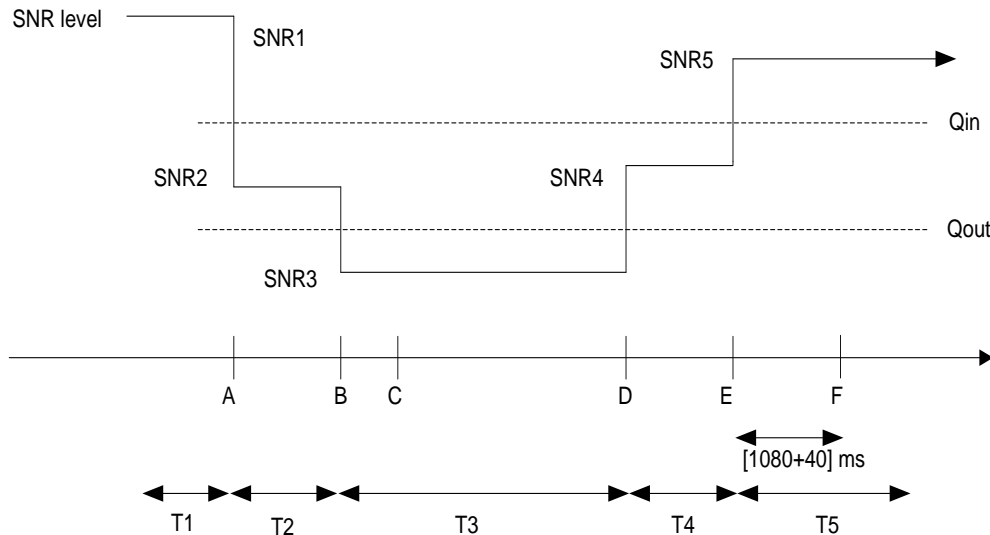 SNR level
SNR1
SNR5
Qin
SNR2
SNR4
Qout
SNR3
A B C D E F
[1080+40] ms
T1 T2 T3 T4 T5